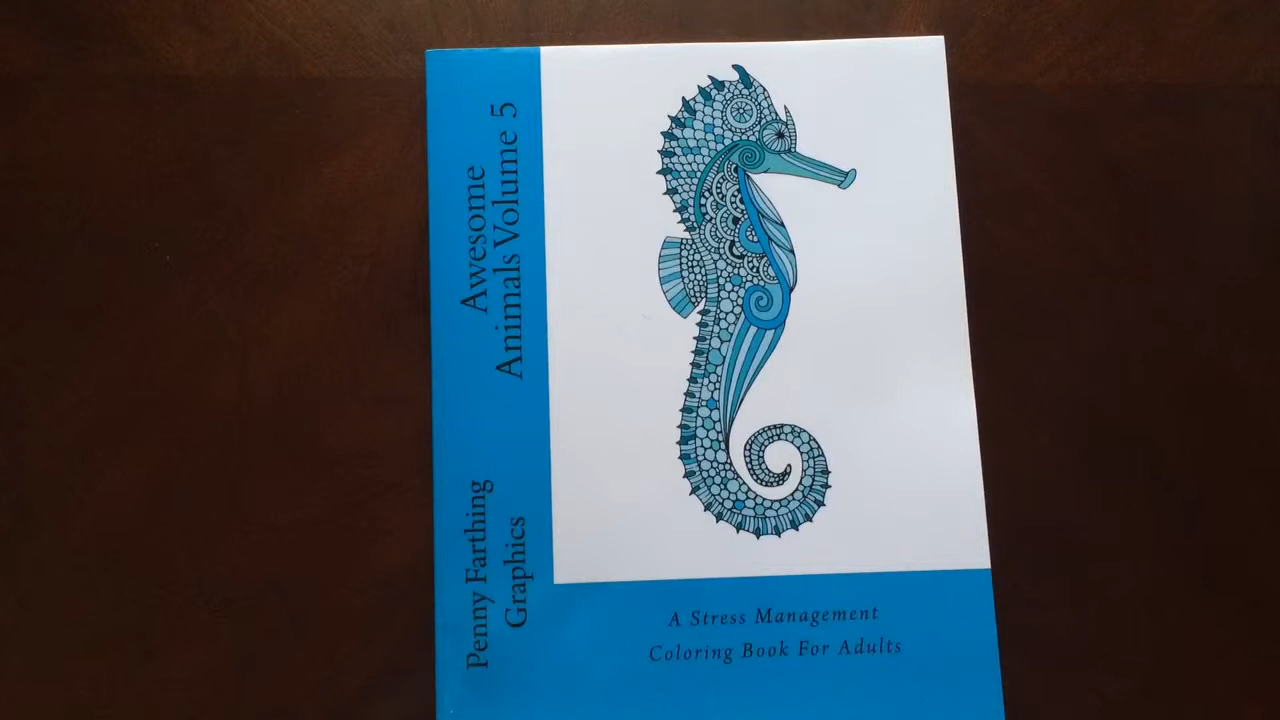 Awesome
Animals Volume 5
Penny Farthing
Graphics
A Stress Management
Coloring Book For Adults